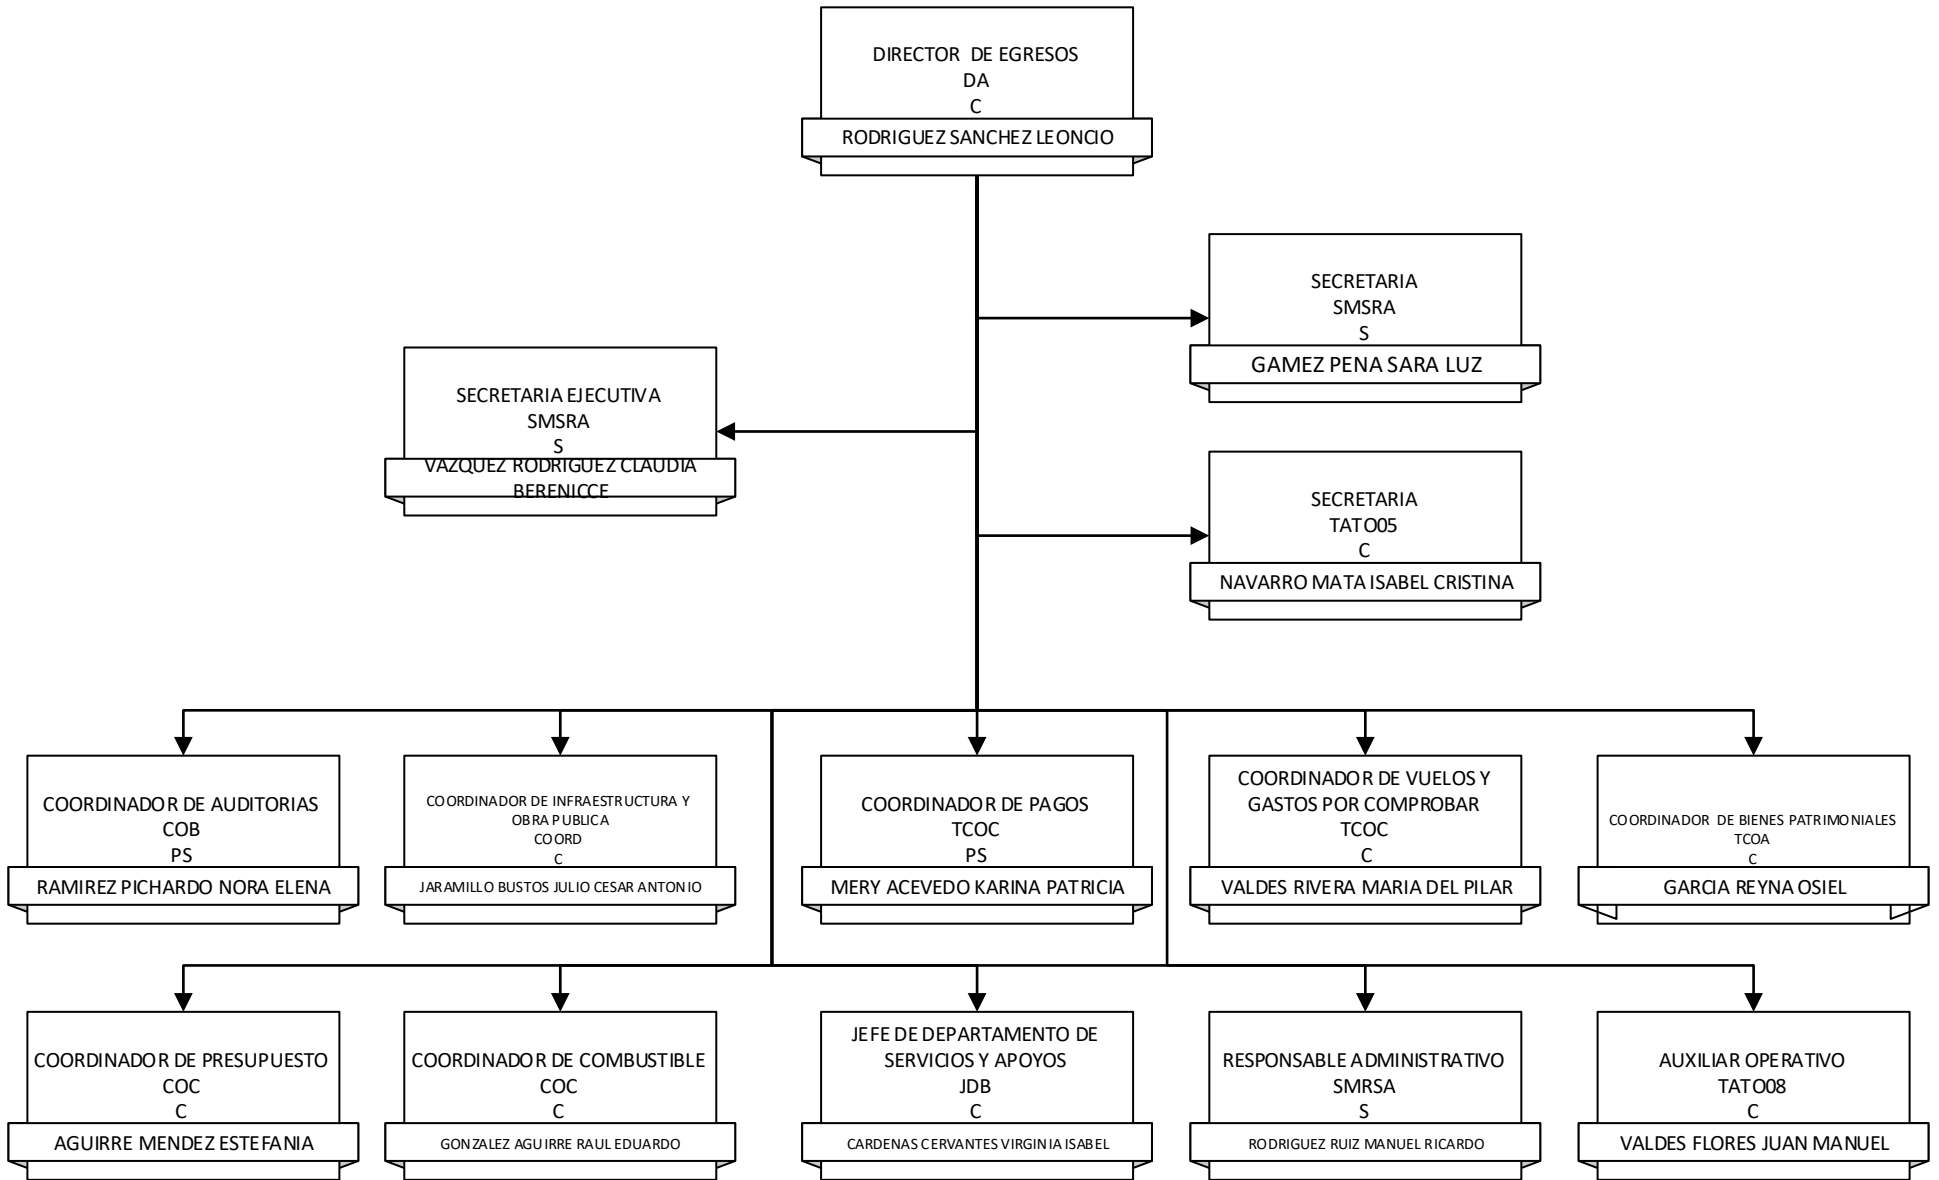 DIRECTOR DE EGRESOS
DA
C
RODRIGUEZ SANCHEZ LEONCIO
SECRETARIA
SMSRA
S
GAMEZ PENA SARA LUZ
SECRETARIA EJECUTIVA
SMSRA
S
VAZQUEZ RODRIGUEZ CLAUDIA
BERENICCE
SECRETARIA
TATO05
C
NAVARRO MATA ISABEL CRISTINA
COORDINADOR DE AUDITORIAS
COB
PS
RAMIREZ PICHARDO NORA ELENA
COORDINADOR DE INFRAESTRUCTURA Y
OBRA PUBLICA
COORD
C
JARAMILLO BUSTOS JULIO CESAR ANTONIO
COORDINADOR DE PAGOS
TCOC
PS
MERY ACEVEDO KARINA PATRICIA
COORDINADOR DE VUELOS Y
GASTOS POR COMPROBAR
TCOC
C
VALDES RIVERA MARIA DEL PILAR
COORDINADOR DE BIENES PATRIMONIALES
TCOA
C
GARCIA REYNA OSIEL
COORDINADOR DE PRESUPUESTO
COC
C
AGUIRRE MENDEZ ESTEFANIA
COORDINADOR DE COMBUSTIBLE
COC
C
GONZALEZ AGUIRRE RAUL EDUARDO
JEFE DE DEPARTAMENTO DE
SERVICIOS Y APOYOS
JDB
C
CARDENAS CERVANTES VIRGINIA ISABEL
RESPONSABLE ADMINISTRATIVO
SMRSA
S
RODRIGUEZ RUIZ MANUEL RICARDO
AUXILIAR OPERATIVO
TATO08
C
VALDES FLORES JUAN MANUEL